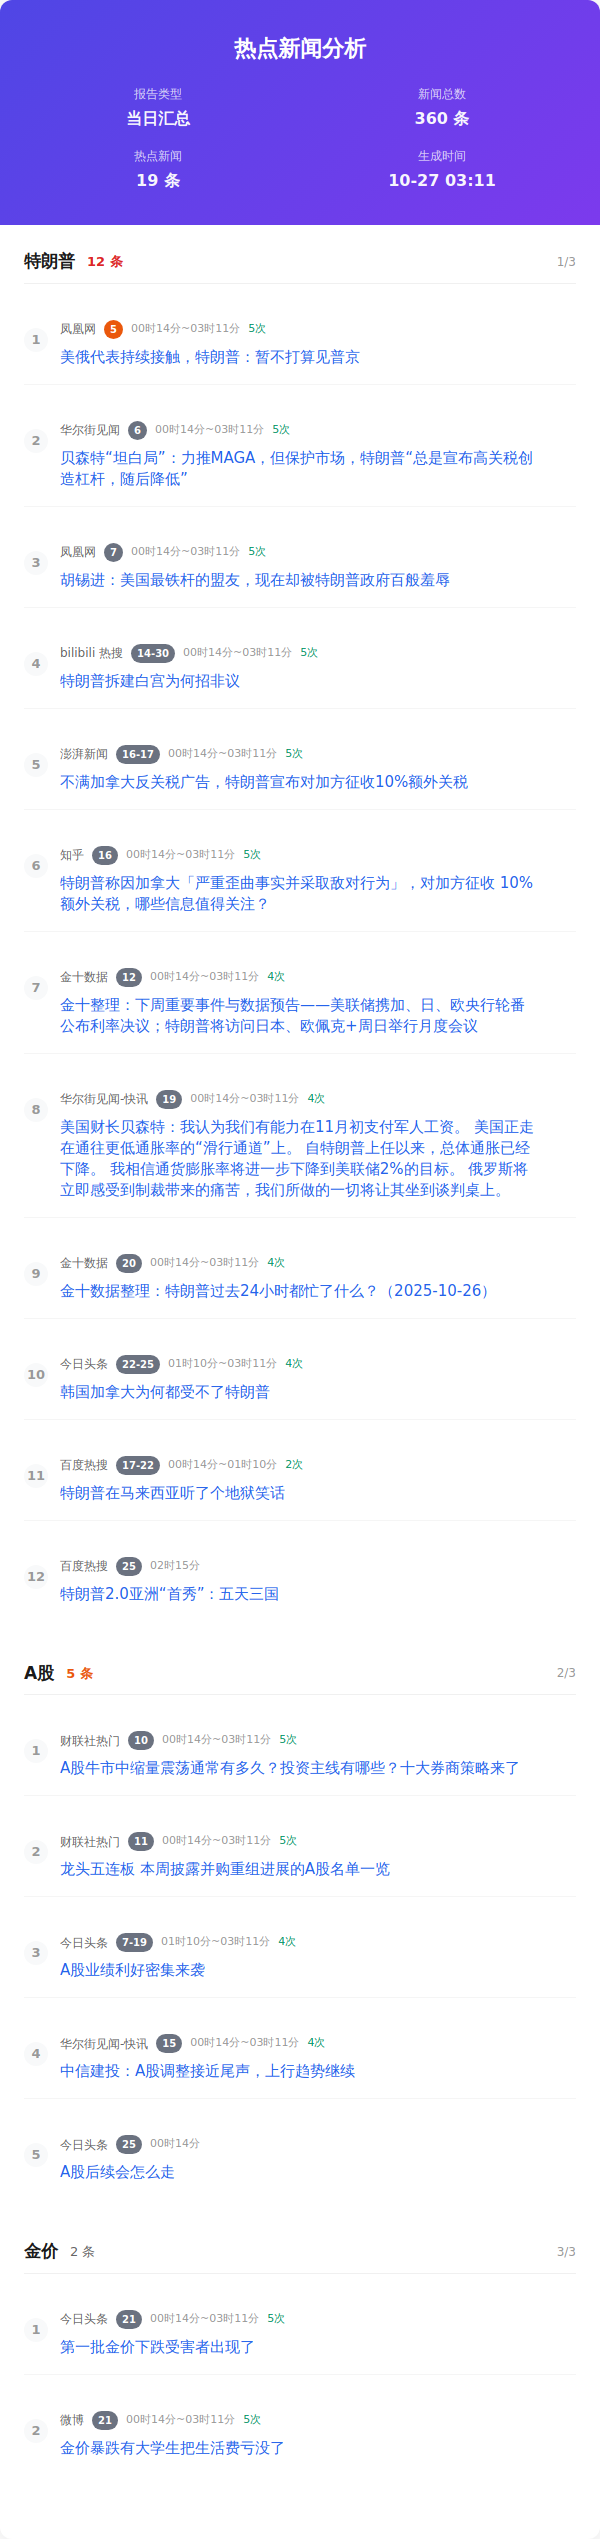 热点新闻分析
报告类型
新闻总数
当日汇总
360 条
热点新闻
生成时间
19 条
10-27 03:11
特朗普 12 条 1/3
1 凤凰网 5 00时14分~03时11分 5次
美俄代表持续接触，特朗普：暂不打算见普京
2 华尔街见闻 6 00时14分~03时11分 5次
贝森特“坦白局”：力推MAGA，但保护市场，特朗普“总是宣布高关税创
造杠杆，随后降低”
3 凤凰网 7 00时14分~03时11分 5次
胡锡进：美国最铁杆的盟友，现在却被特朗普政府百般羞辱
4 bilibili 热搜 14-30 00时14分~03时11分 5次
特朗普拆建白宫为何招非议
5 澎湃新闻 16-17 00时14分~03时11分 5次
不满加拿大反关税广告，特朗普宣布对加方征收10%额外关税
6 知乎 16 00时14分~03时11分 5次
特朗普称因加拿大「严重歪曲事实并采取敌对行为」，对加方征收 10%
额外关税，哪些信息值得关注？
7 金十数据 12 00时14分~03时11分 4次
金十整理：下周重要事件与数据预告——美联储携加、日、欧央行轮番
公布利率决议；特朗普将访问日本、欧佩克+周日举行月度会议
8 华尔街见闻-快讯 19 00时14分~03时11分 4次
美国财长贝森特：我认为我们有能力在11月初支付军人工资。 美国正走
在通往更低通胀率的“滑行通道”上。 自特朗普上任以来，总体通胀已经
下降。 我相信通货膨胀率将进一步下降到美联储2%的目标。 俄罗斯将
立即感受到制裁带来的痛苦，我们所做的一切将让其坐到谈判桌上。
9 金十数据 20 00时14分~03时11分 4次
金十数据整理：特朗普过去24小时都忙了什么？（2025-10-26）
10 今日头条 22-25 01时10分~03时11分 4次
韩国加拿大为何都受不了特朗普
11 百度热搜 17-22 00时14分~01时10分 2次
特朗普在马来西亚听了个地狱笑话
12 百度热搜 25 02时15分
特朗普2.0亚洲“首秀”：五天三国
A股 5 条 2/3
1 财联社热门 10 00时14分~03时11分 5次
A股牛市中缩量震荡通常有多久？投资主线有哪些？十大券商策略来了
2 财联社热门 11 00时14分~03时11分 5次
龙头五连板 本周披露并购重组进展的A股名单一览
3 今日头条 7-19 01时10分~03时11分 4次
A股业绩利好密集来袭
4 华尔街见闻-快讯 15 00时14分~03时11分 4次
中信建投：A股调整接近尾声，上行趋势继续
5 今日头条 25 00时14分
A股后续会怎么走
金价 2 条 3/3
1 今日头条 21 00时14分~03时11分 5次
第一批金价下跌受害者出现了
2 微博 21 00时14分~03时11分 5次
金价暴跌有大学生把生活费亏没了